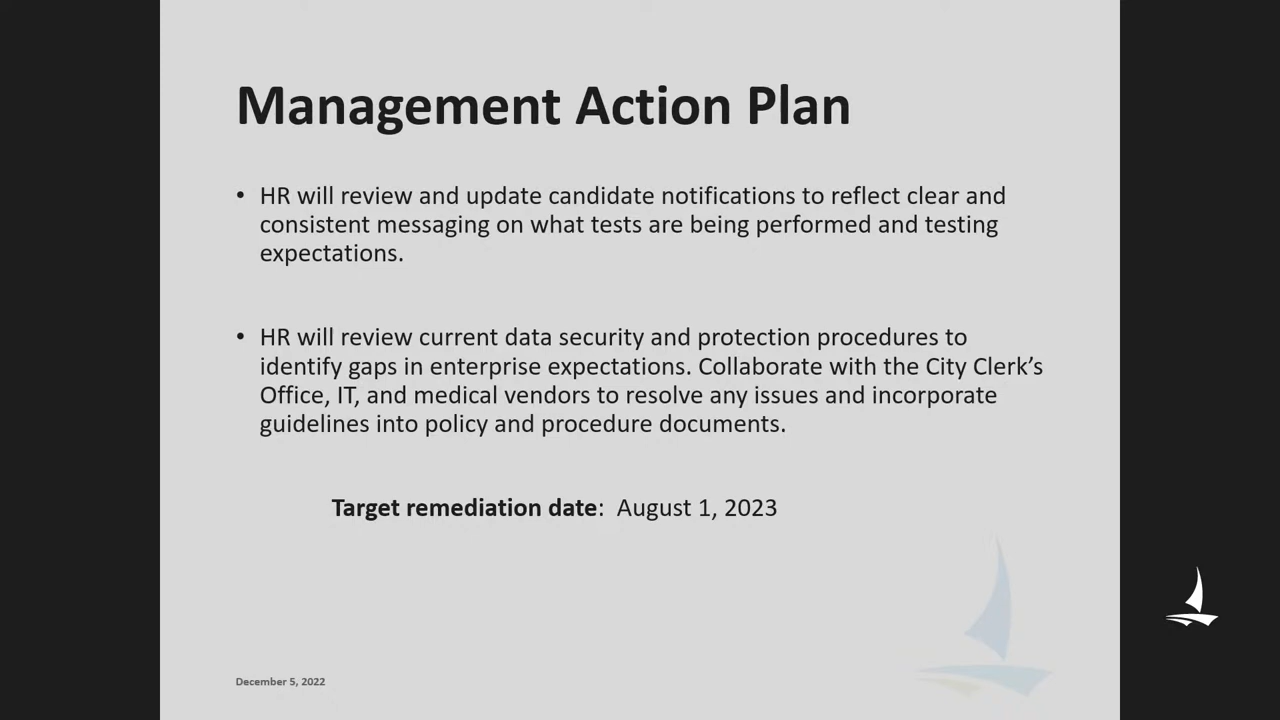 Management Action Plan
• HR will review and update candidate notifications to reflect clear and
consistent messaging on what tests are being performed and testing
expectations.
• HR will review current data security and protection procedures to
identify gaps in enterprise expectations. Collaborate with the City Clerk’s
Office, IT, and medical vendors to resolve any issues and incorporate
guidelines into policy and procedure documents.
Target remediation date:  August 1, 2023
December 5, 2022